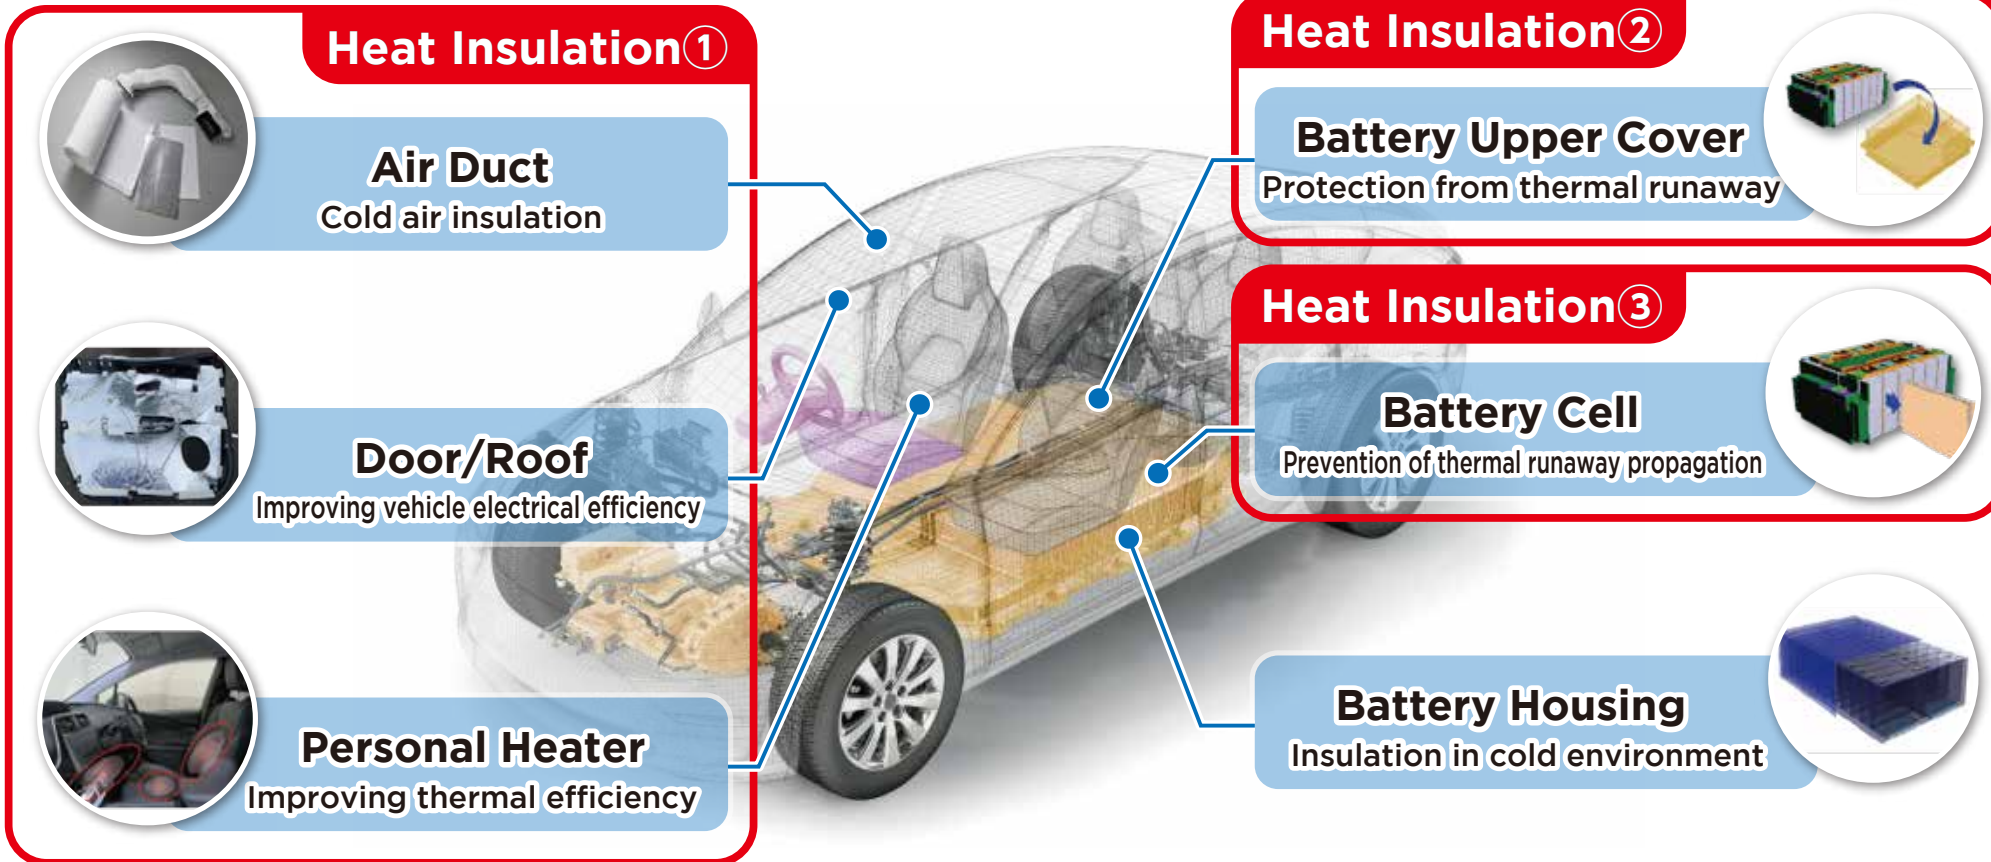 Heat Insulation①
Air Duct
Cold air insulation
Door/Roof
Improving vehicle electrical efficiency
Personal Heater
Improving thermal efficiency
Heat Insulation②
Battery Upper Cover
Protection from thermal runaway
Heat Insulation③
Battery Cell
Prevention of thermal runaway propagation
Battery Housing
Insulation in cold environment